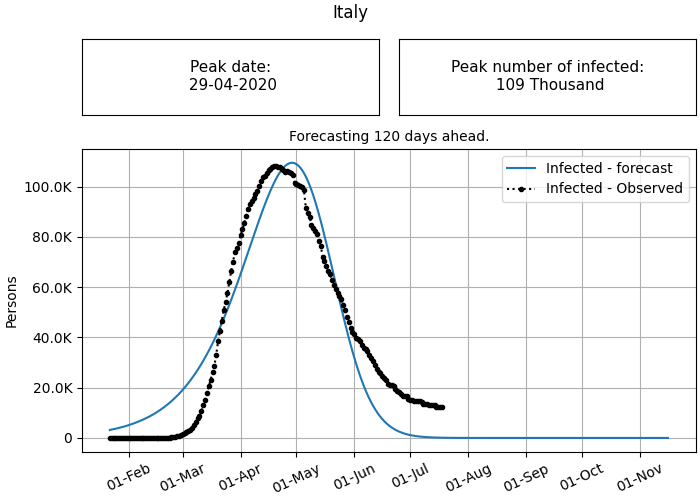 Italy
Peak date:
29-04-2020
Peak number of infected:
109 Thousand
Forecasting 120 days ahead.
Infected - forecast
Infected - Observed
100.0K
80.0K
60.0K
40.0K
20.0K
0
Persons
01-Feb
01-Mar
01-Apr
01-May
01-Jun
01-Jul
01-Aug
01-Sep
01-Oct
01-Nov